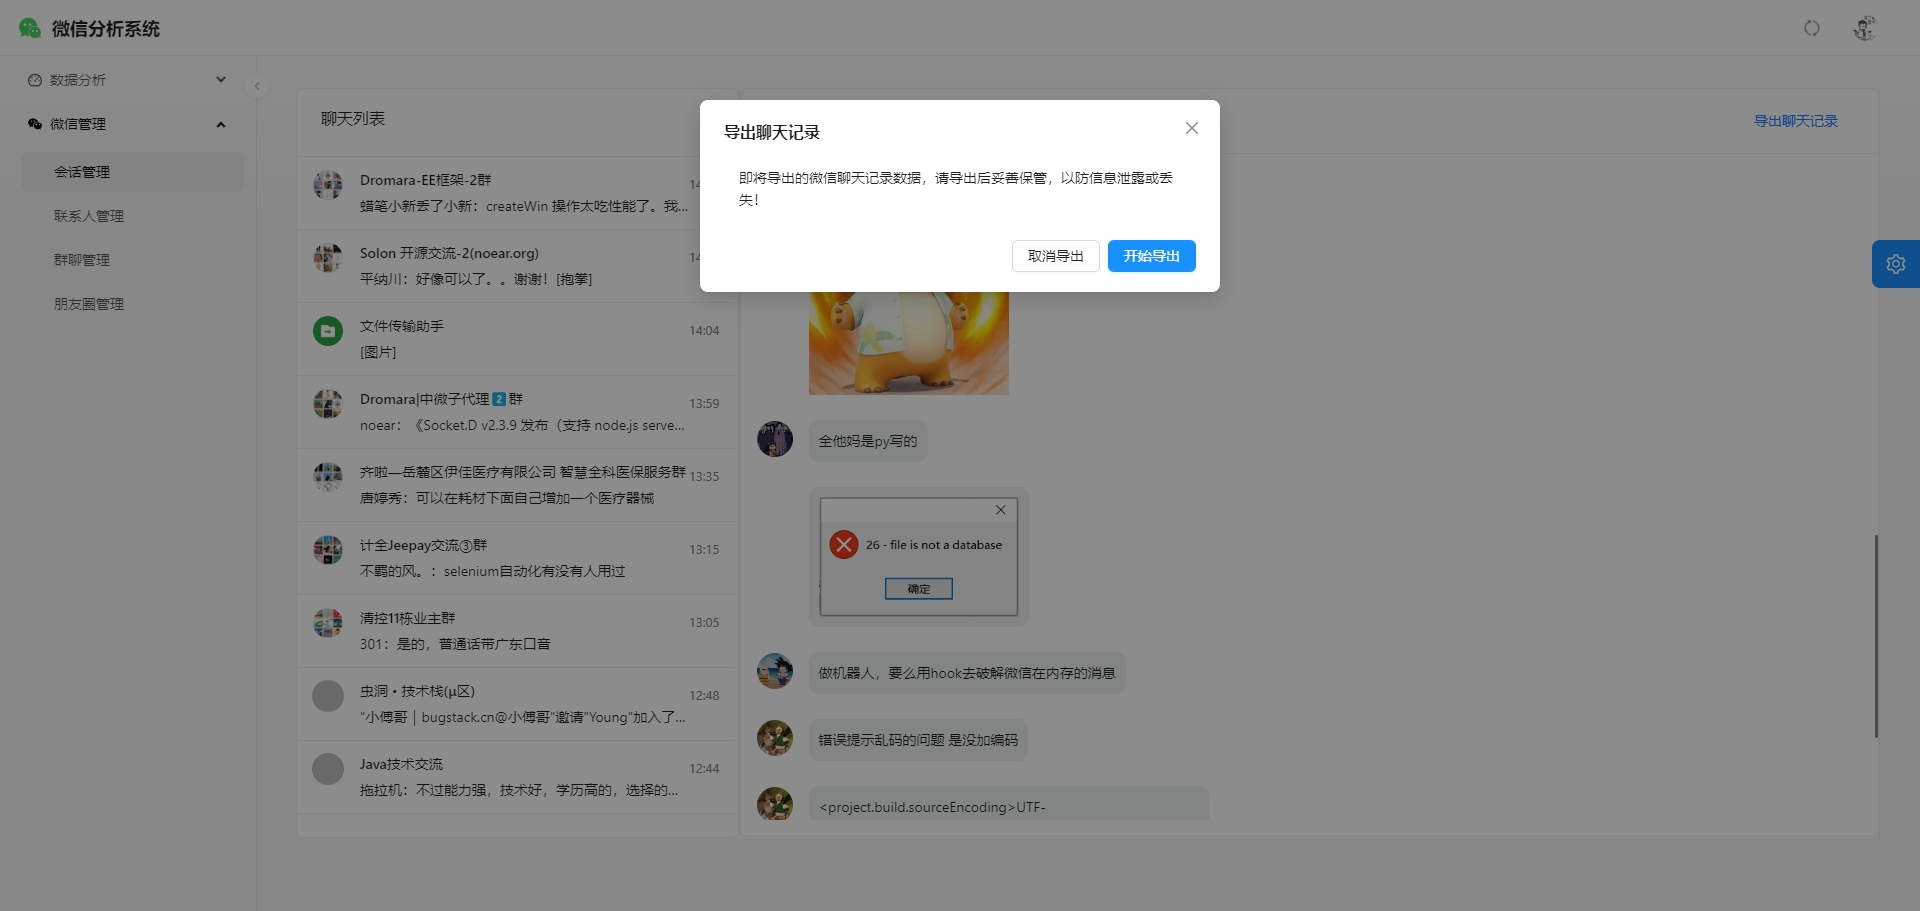 微信分析系统
数据分析
微信管理
会话管理
联系人管理
群聊管理
朋友圈管理
聊天列表
Dromara-EE框架-2群
14
蜡笔小新丢了小新：createWin 操作太吃性能了。我...
Solon 开源交流-2(noear.org)
14
平纳川：好像可以了。。谢谢！[抱拳]
文件传输助手
14:04
[图片]
Dromara|中微子代理2️⃣群
13:59
noear：《Socket.D v2.3.9 发布（支持 node.js serve...
齐啦—岳麓区伊佳医疗有限公司 智慧全科医保服务群
13:35
唐婷秀：可以在耗材下面自己增加一个医疗器械
计全Jeepay交流③群
13:15
不羁的风。：selenium自动化有没有人用过
清控11栋业主群
13:05
301：是的，普通话带广东口音
虫洞・技术栈(μ区)
12:48
"小傅哥 | bugstack.cn@小傅哥"邀请"Young"加入了...
Java技术交流
12:44
拖拉机：不过能力强，技术好，学历高的，选择的...
导出聊天记录
导出聊天记录
即将导出的微信聊天记录数据，请导出后妥善保管，以防信息泄露或丢
失！
取消导出
开始导出
全他妈是py写的
26 - file is not a database
确定
做机器人，要么用hook去破解微信在内存的消息
错误提示乱码的问题 是没加编码
<project.build.sourceEncoding>UTF-